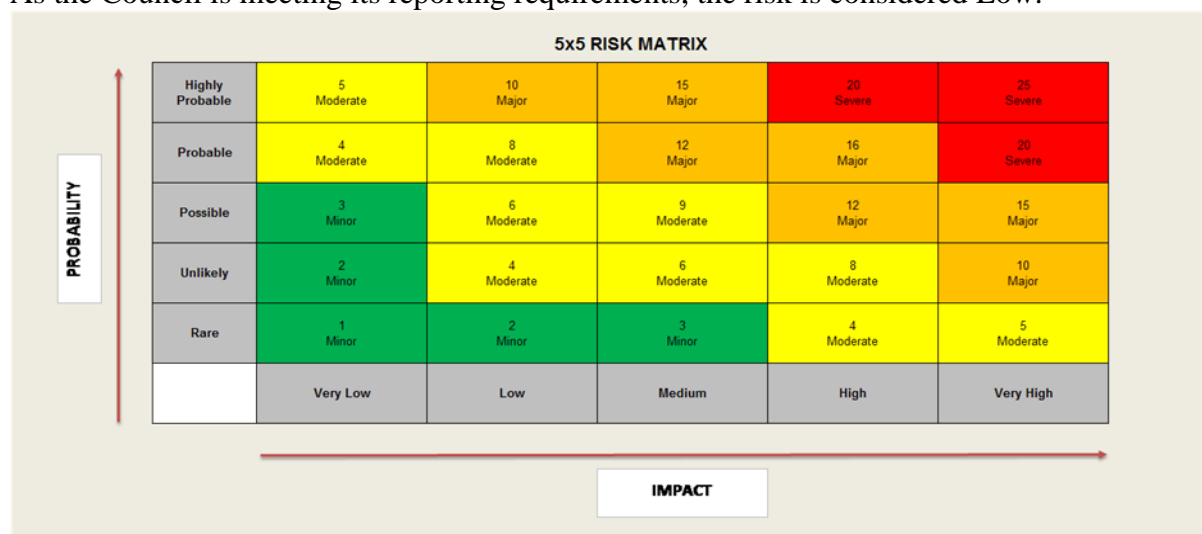 As the Council is meeting its reporting requirements, the risk is considered Low.
5x5 RISK MATRIX
Highly
Probable
5
Moderate
10
Major
15
Major
20
Severe
25
Severe
Probable
4
Moderate
8
Moderate
12
Major
16
Major
20
Severe
Possible
3
Minor
6
Moderate
9
Moderate
12
Major
15
Major
Unlikely
2
Minor
4
Moderate
6
Moderate
8
Moderate
10
Major
Rare
1
Minor
2
Minor
3
Minor
4
Moderate
5
Moderate
Very Low
Low
Medium
High
Very High
PROBABILITY
IMPACT